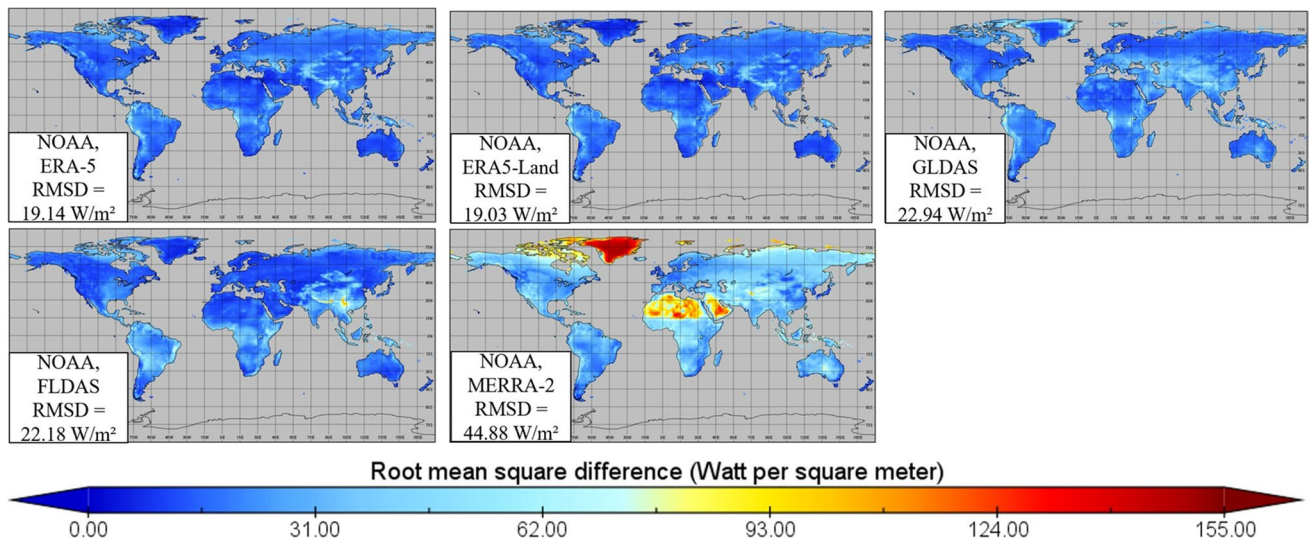 NOAA,
ERA-5
RMSD =
19.14 W/m²
NOAA,
ERA5-Land
RMSD =
19.03 W/m²
NOAA,
GLDAS
RMSD =
22.94 W/m²
NOAA,
FLDAS
RMSD =
22.18 W/m²
NOAA,
MERRA-2
RMSD =
44.88 W/m²
Root mean square difference (Watt per square meter)
0.00 31.00 62.00 93.00 124.00 155.00